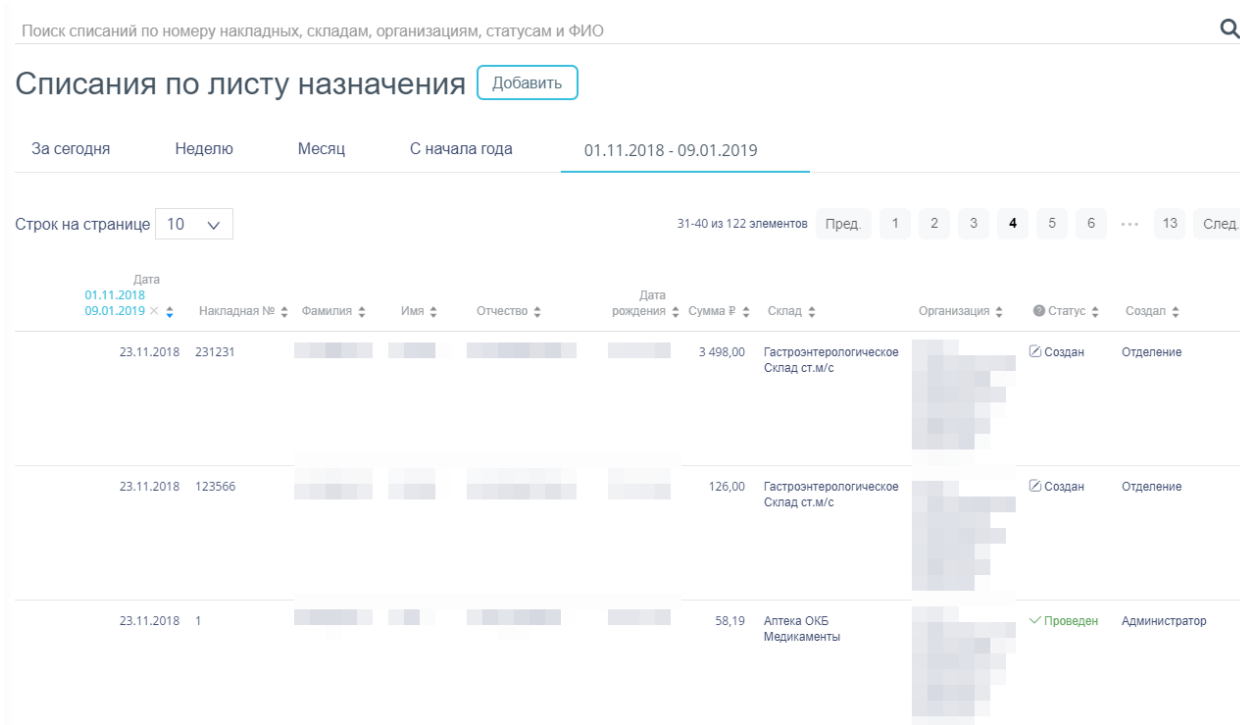 Поиск списаний по номеру накладных, складам, организациям, статусам и ФИО
Списания по листу назначения Добавить
За сегодня Неделю Месяц С начала года 01.11.2018 - 09.01.2019
Строк на странице 10 31-40 из 122 элементов Пред. 1 2 3 4 5 6 ••• 13 След.
Дата
01.11.2018 Дата
09.01.2019 × Накладная № Фамилия Имя Отчество рождения Сумма ₽ Склад Организация ? Статус Создал
23.11.2018 231231 3 498,00 Гастроэнтерологическое Создан Отделение
Склад ст.м/с
23.11.2018 123566 126,00 Гастроэнтерологическое Создан Отделение
Склад ст.м/с
23.11.2018 1 58,19 Аптека ОКБ Проведен Администратор
Медикаменты